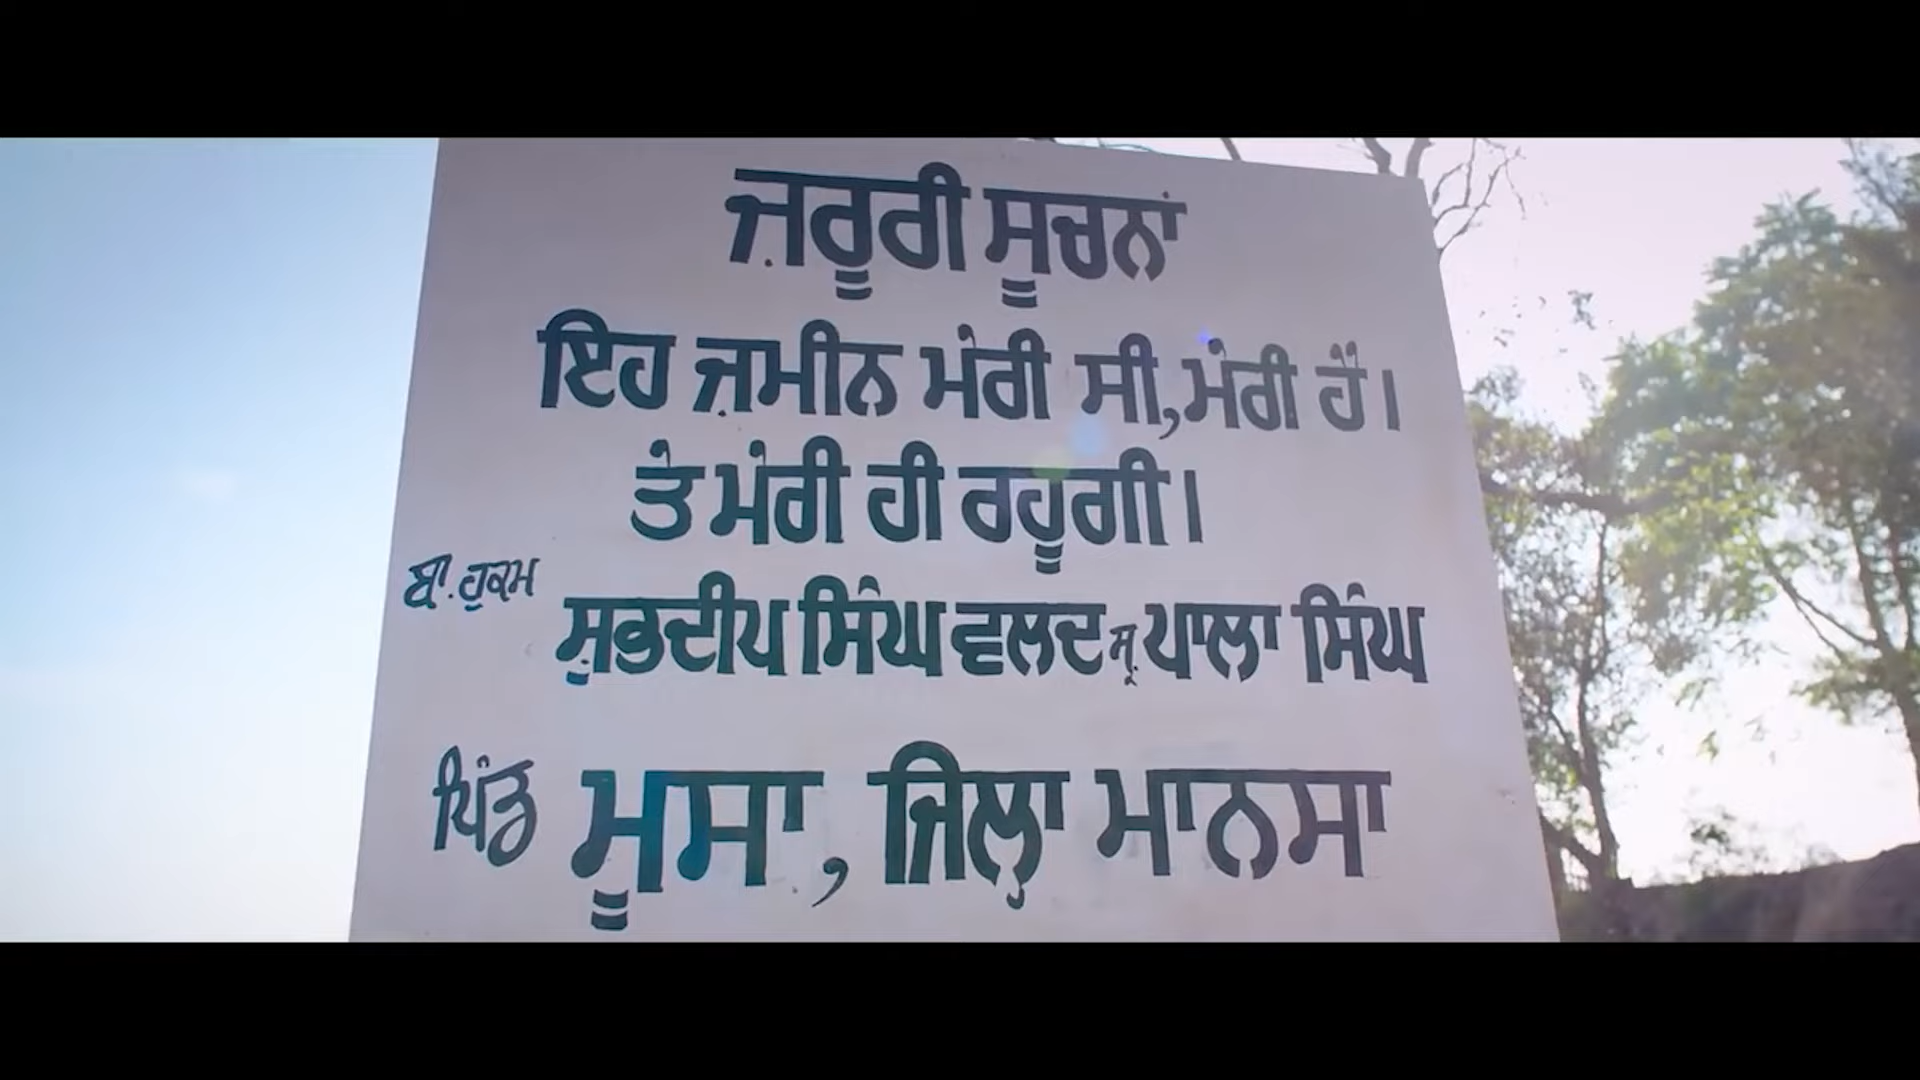 ਜ਼ਰੂਰੀ ਸੂਚਨਾਂ
ਇਹ ਜ਼ਮੀਨ ਮੇਰੀ ਸੀ, ਮੇਰੀ ਹੈ।
ਤੇ ਮੇਰੀ ਹੀ ਰਹੂਗੀ।
ਬਾ. ਹੁਕਮ
ਸ਼ੁਭਦੀਪ ਸਿੰਘ ਵਲਦ ਸ੍ਰ. ਪਾਲਾ ਸਿੰਘ
ਪਿੰਡ ਮੂਸਾ, ਜਿਲ੍ਹਾ ਮਾਨਸਾ